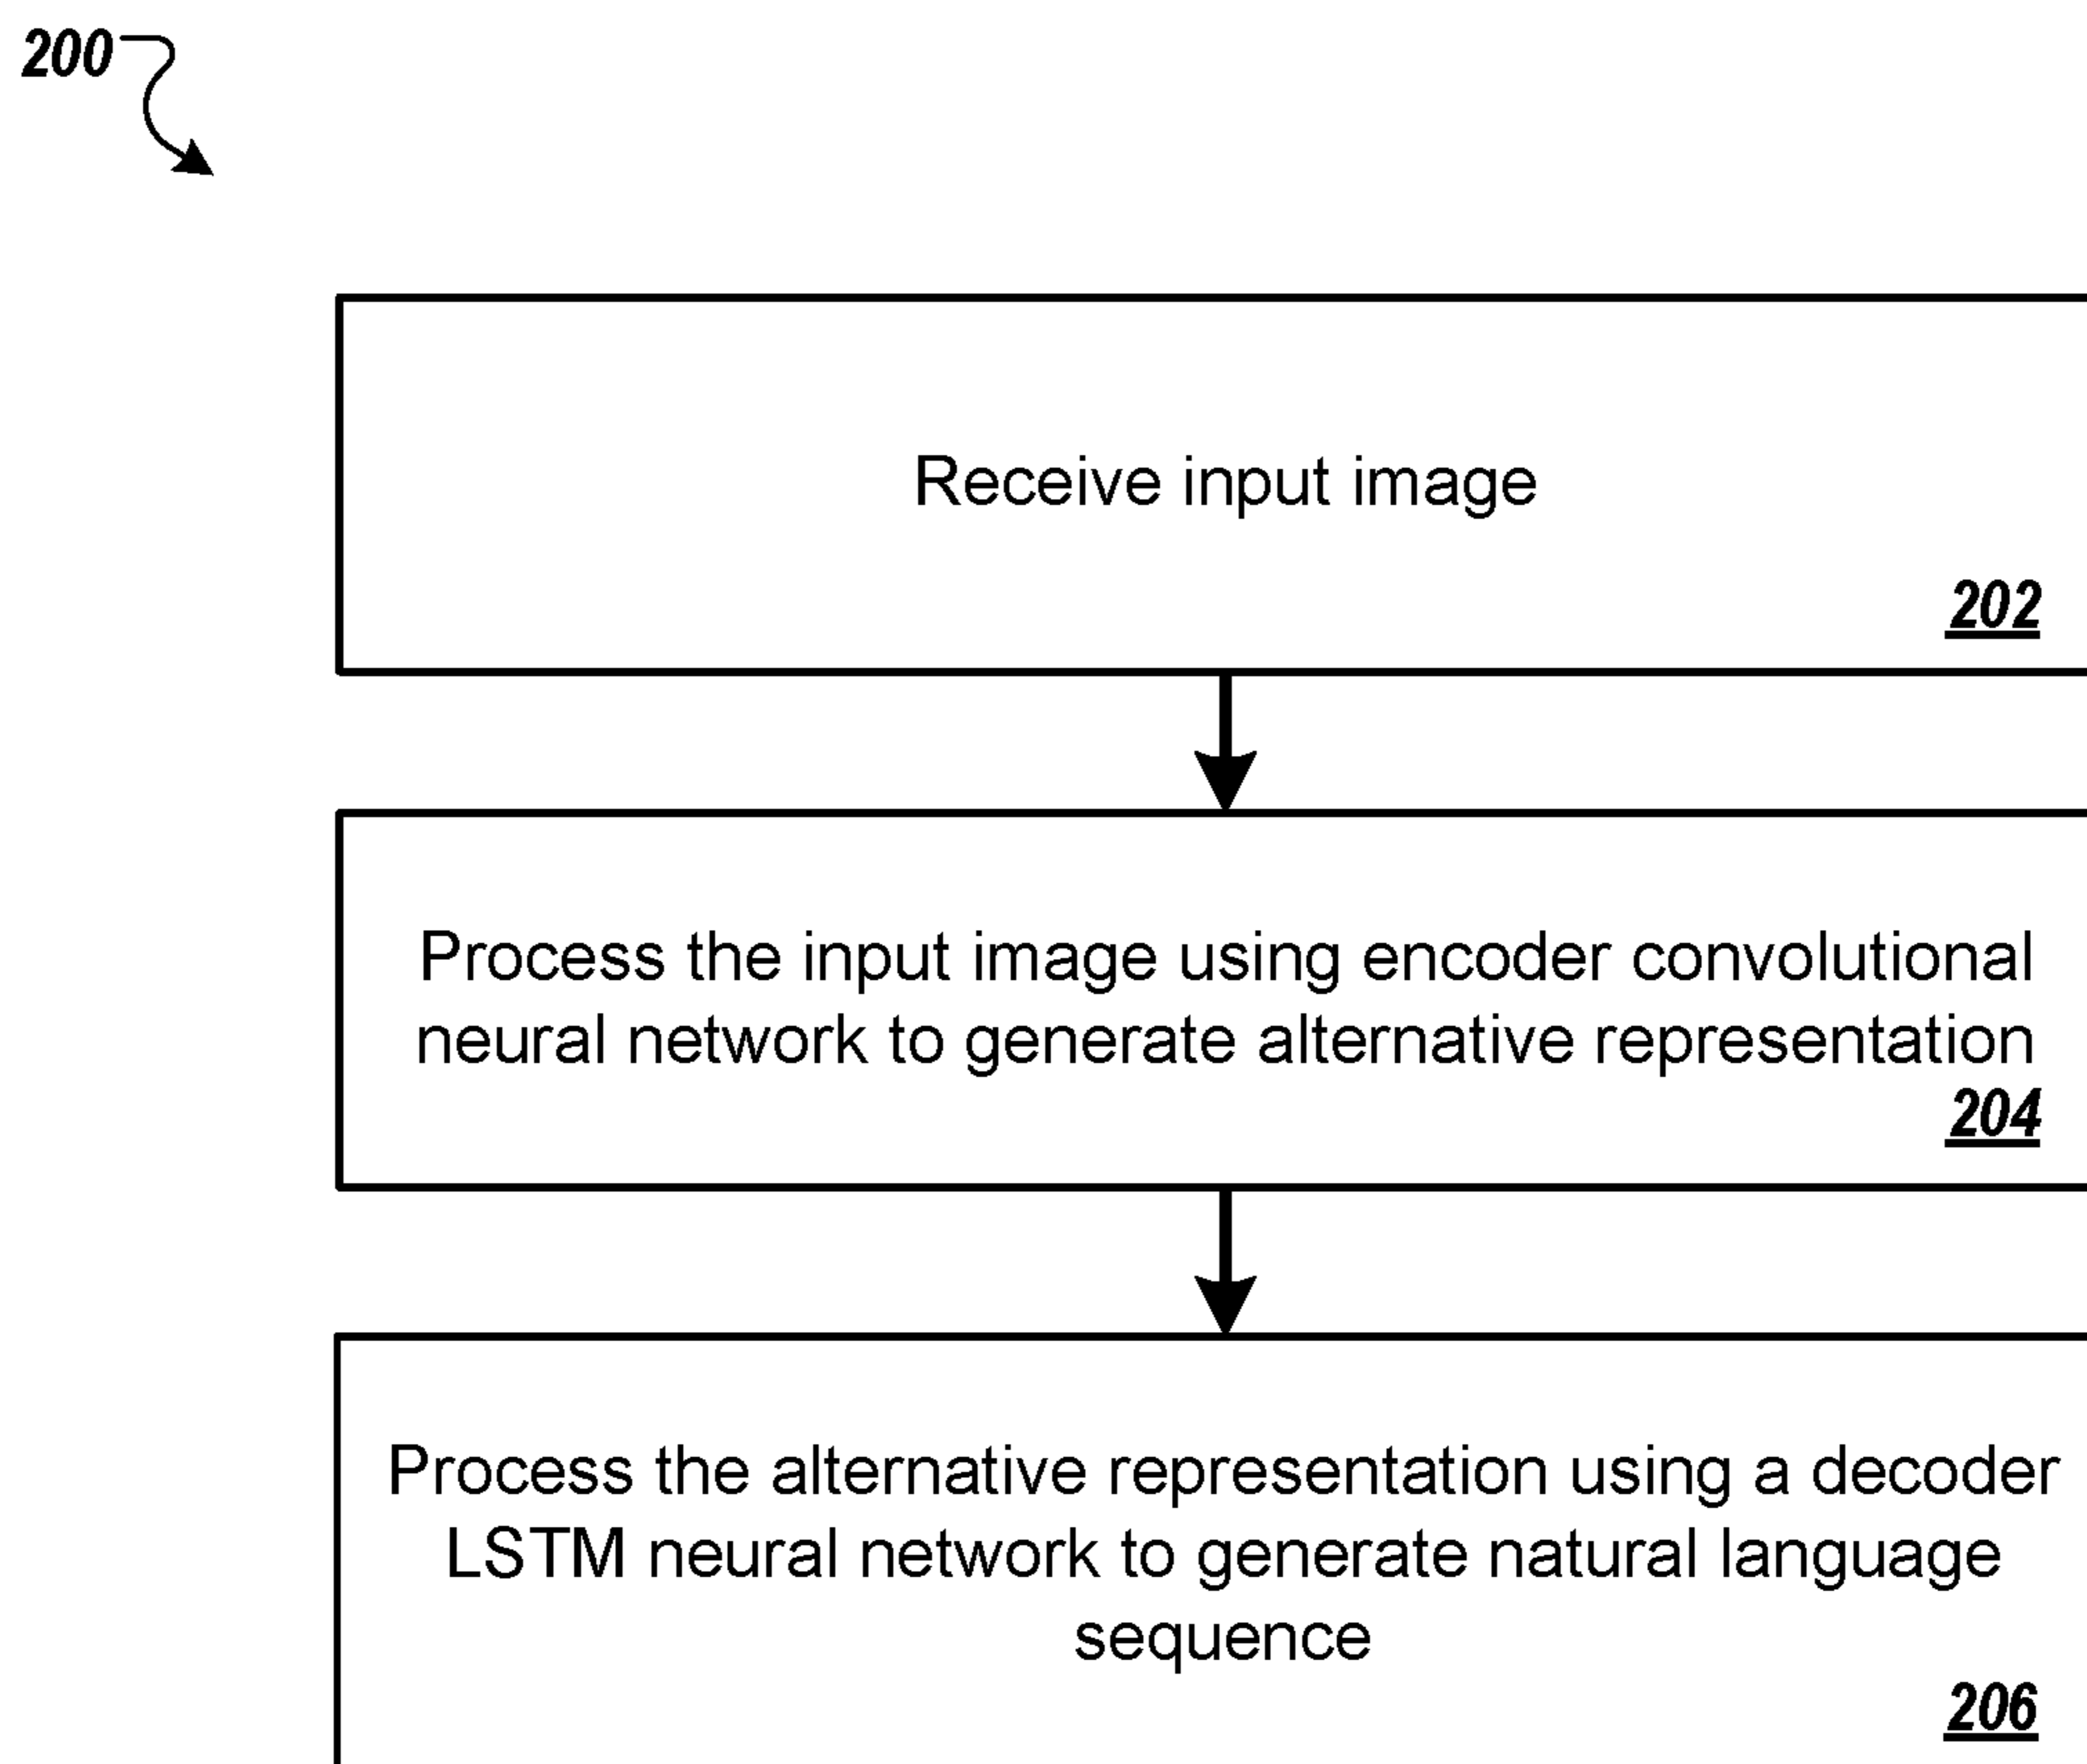 200
Receive input image
202
Process the input image using encoder convolutional
neural network to generate alternative representation
204
Process the alternative representation using a decoder
LSTM neural network to generate natural language
sequence
206